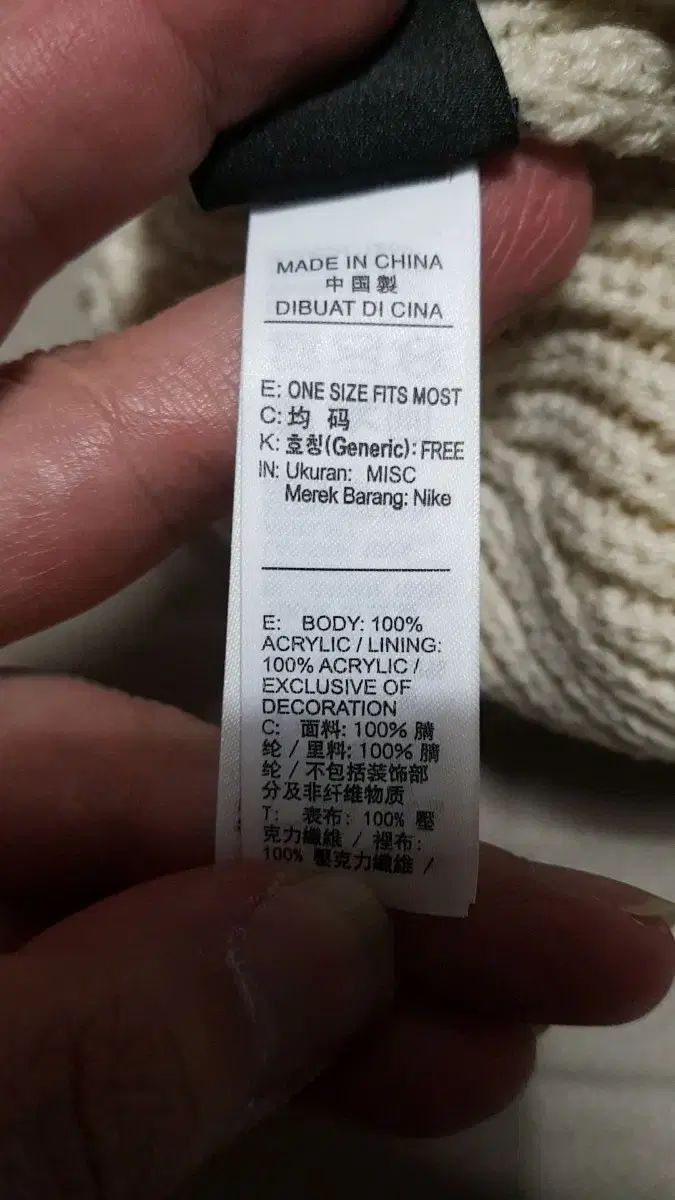 MADE IN CHINA
中国製
DIBUAT DI CINA
E: ONE SIZE FITS MOST
C: 均 码
K: 호칭(Generic): FREE
IN: Ukuran: MISC
Merek Barang: Nike
E: BODY: 100%
ACRYLIC / LINING:
100% ACRYLIC /
EXCLUSIVE OF
DECORATION
C: 面料: 100% 腈
纶 / 里料: 100% 腈
纶 / 不包括装饰部
分及非纤维物质
T: 表布: 100% 壓
克力纖維 / 裡布:
100% 壓克力纖維 /